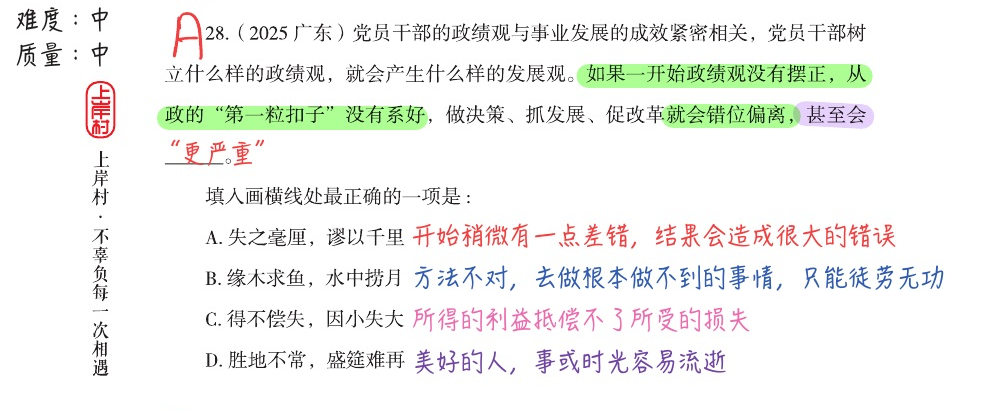 难度：中
质量：中
上岸村
上岸村·不辜负每一次相遇
A
28.（2025 广东）党员干部的政绩观与事业发展的成效紧密相关，党员干部树
立什么样的政绩观，就会产生什么样的发展观。如果一开始政绩观没有摆正，从
政的“第一粒扣子”没有系好，做决策、抓发展、促改革就会错位偏离，甚至会
“更严重”
______。
填入画横线处最正确的一项是：
A. 失之毫厘，谬以千里 开始稍微有一点差错，结果会造成很大的错误
B. 缘木求鱼，水中捞月 方法不对，去做根本做不到的事情，只能徒劳无功
C. 得不偿失，因小失大 所得的利益抵偿不了所受的损失
D. 胜地不常，盛筵难再 美好的人，事或时光容易流逝